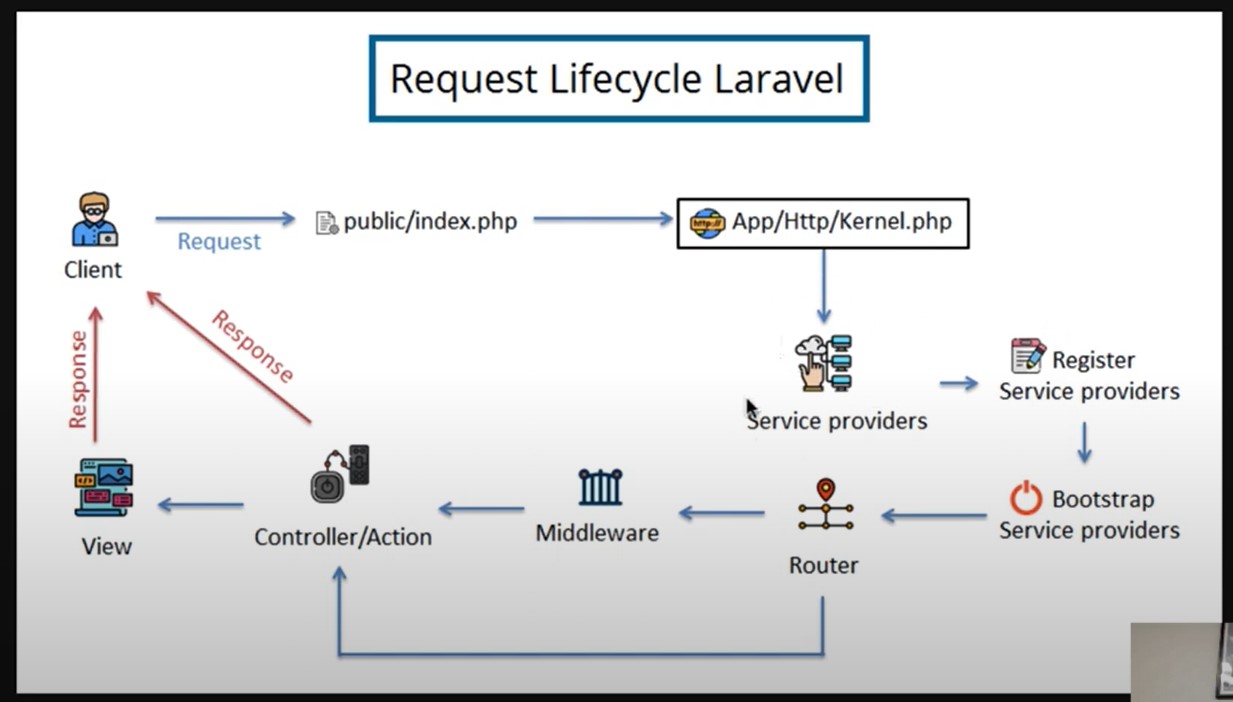 Request Lifecycle Laravel
Client
Request
public/index.php
http://
App/Http/Kernel.php
Response
Response
Service providers
Register
Service providers
Bootstrap
Service providers
View
Controller/Action
Middleware
Router